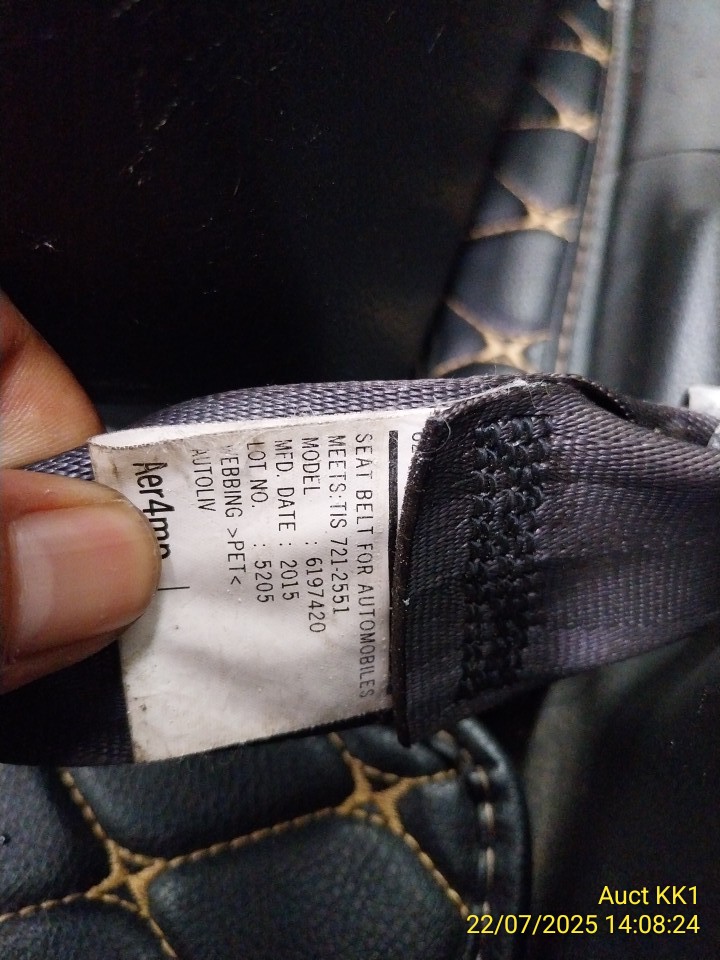 SEAT BELT FOR AUTOMOBILES
MEETS: TIS 721-2551
MODEL : 6197420
MFD. DATE : 2015
LOT NO. : 5205
WEBBING >PET<
AUTOLIV
Auct KK1
22/07/2025 14:08:24